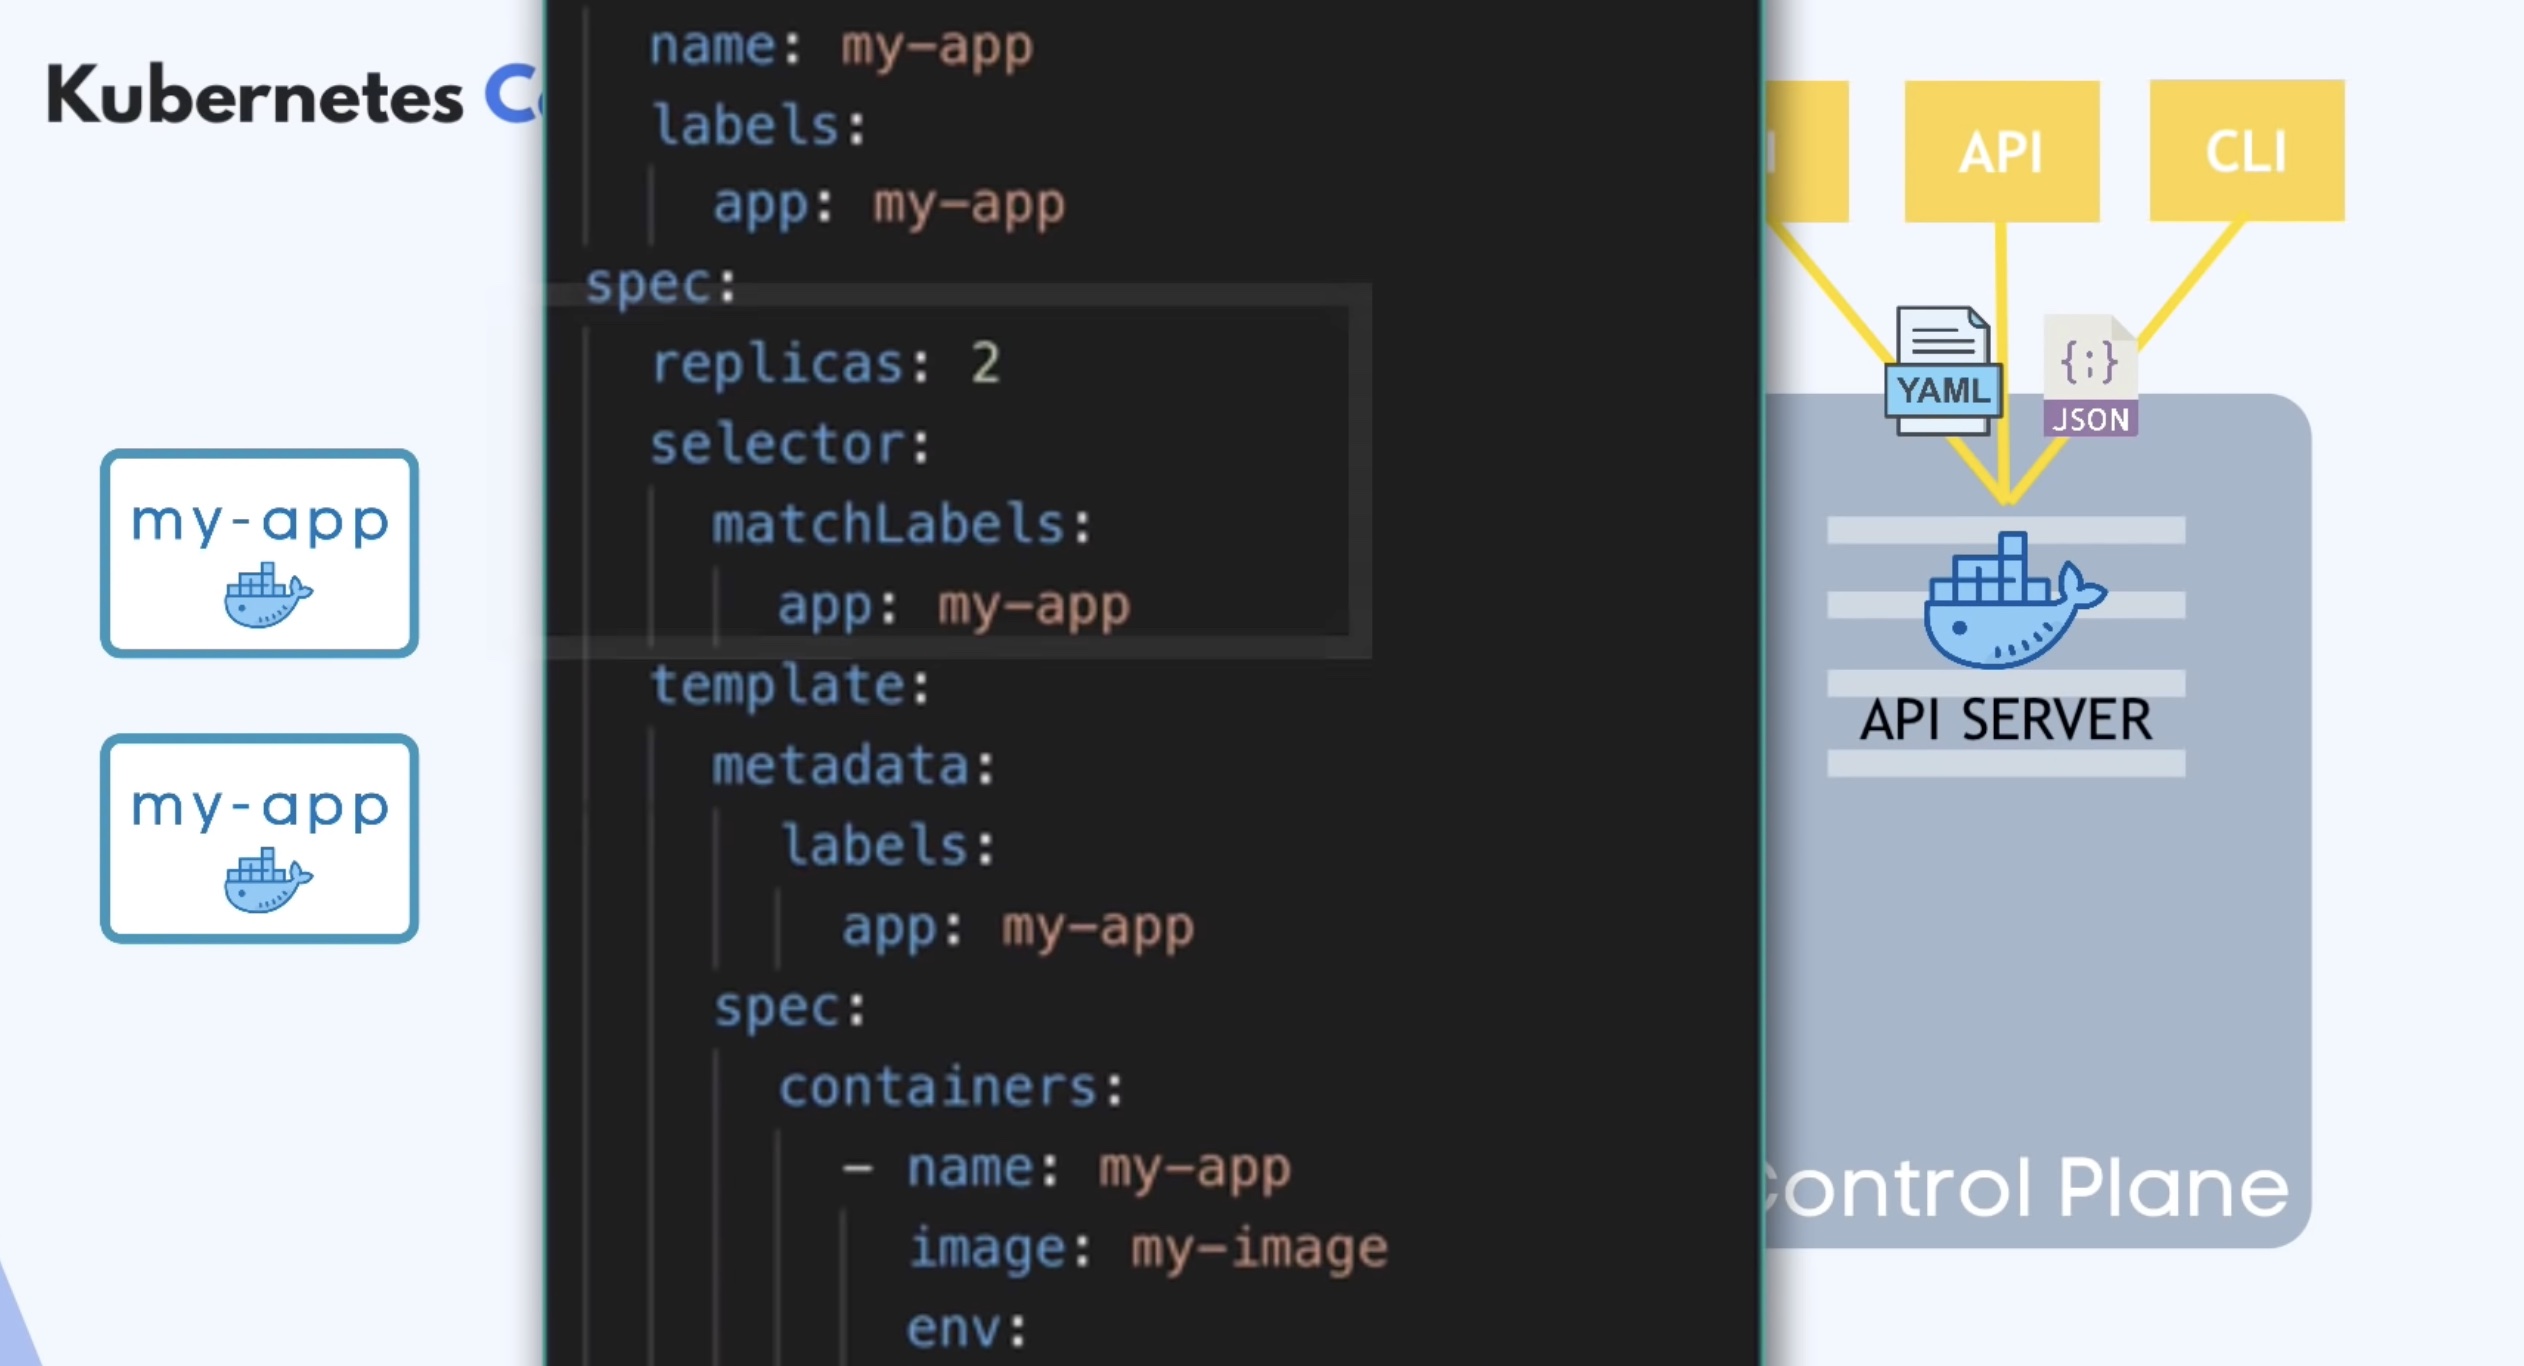 Kubernetes
name: my-app
labels:
app: my-app
spec:
replicas: 2
selector:
matchLabels:
app: my-app
template:
metadata:
labels:
app: my-app
spec:
containers:
- name: my-app
image: my-image
env:
my-app
my-app
API
CLI
YAML
{;}
JSON
API SERVER
Control Plane